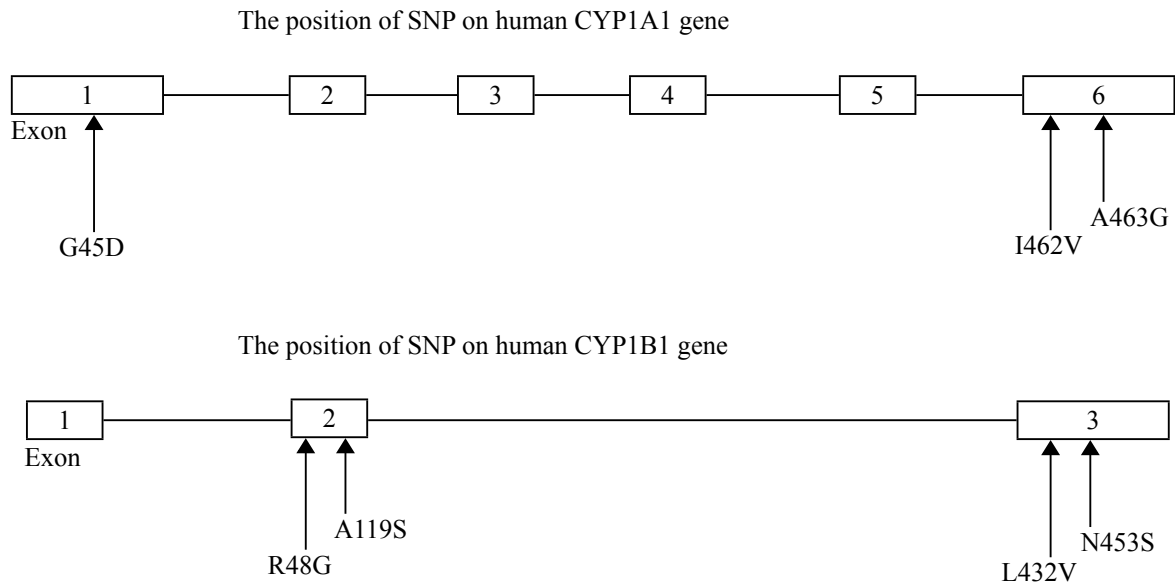 The position of SNP on human CYP1A1 gene
1 2 3 4 5 6
Exon
A463G
G45D I462V
The position of SNP on human CYP1B1 gene
1 2 3
Exon
A119S N453S
R48G L432V